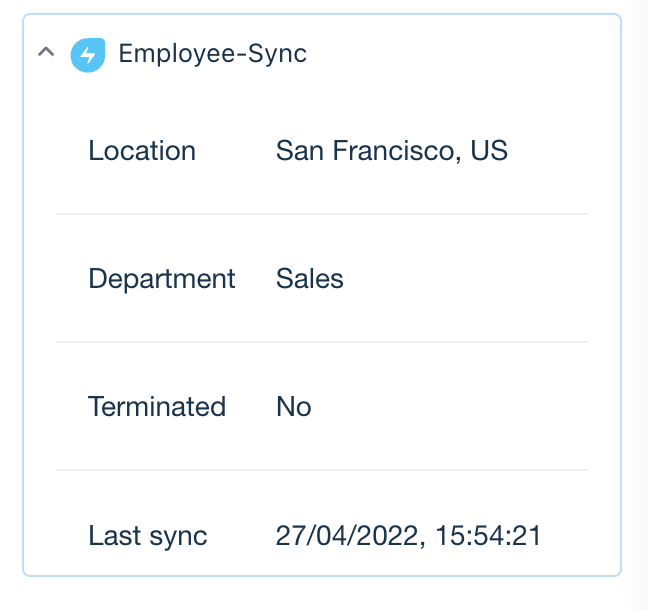 Employee-Sync
Location San Francisco, US
Department Sales
Terminated No
Last sync 27/04/2022, 15:54:21